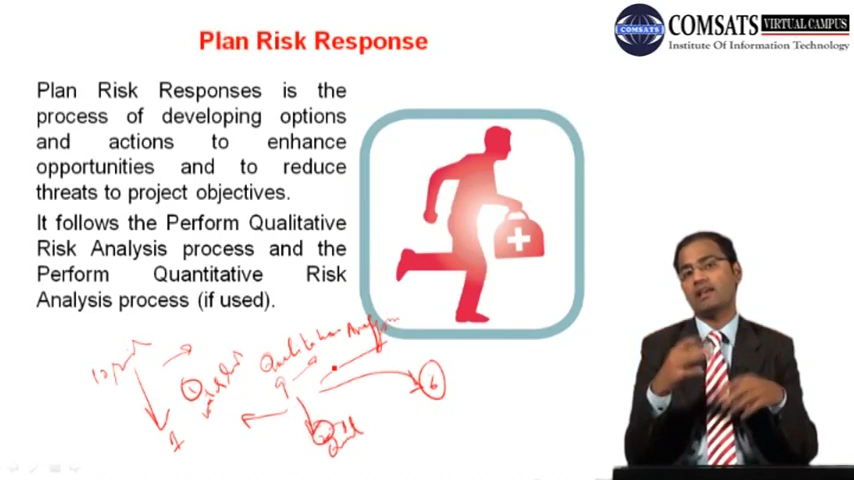 Plan Risk Response
COMSATS VIRTUAL CAMPUS
COMSATS
Institute Of Information Technology
Plan Risk Responses is the
process of developing options
and actions to enhance
opportunities and to reduce
threats to project objectives.
It follows the Perform Qualitative
Risk Analysis process and the
Perform Quantitative Risk
Analysis process (if used).
6